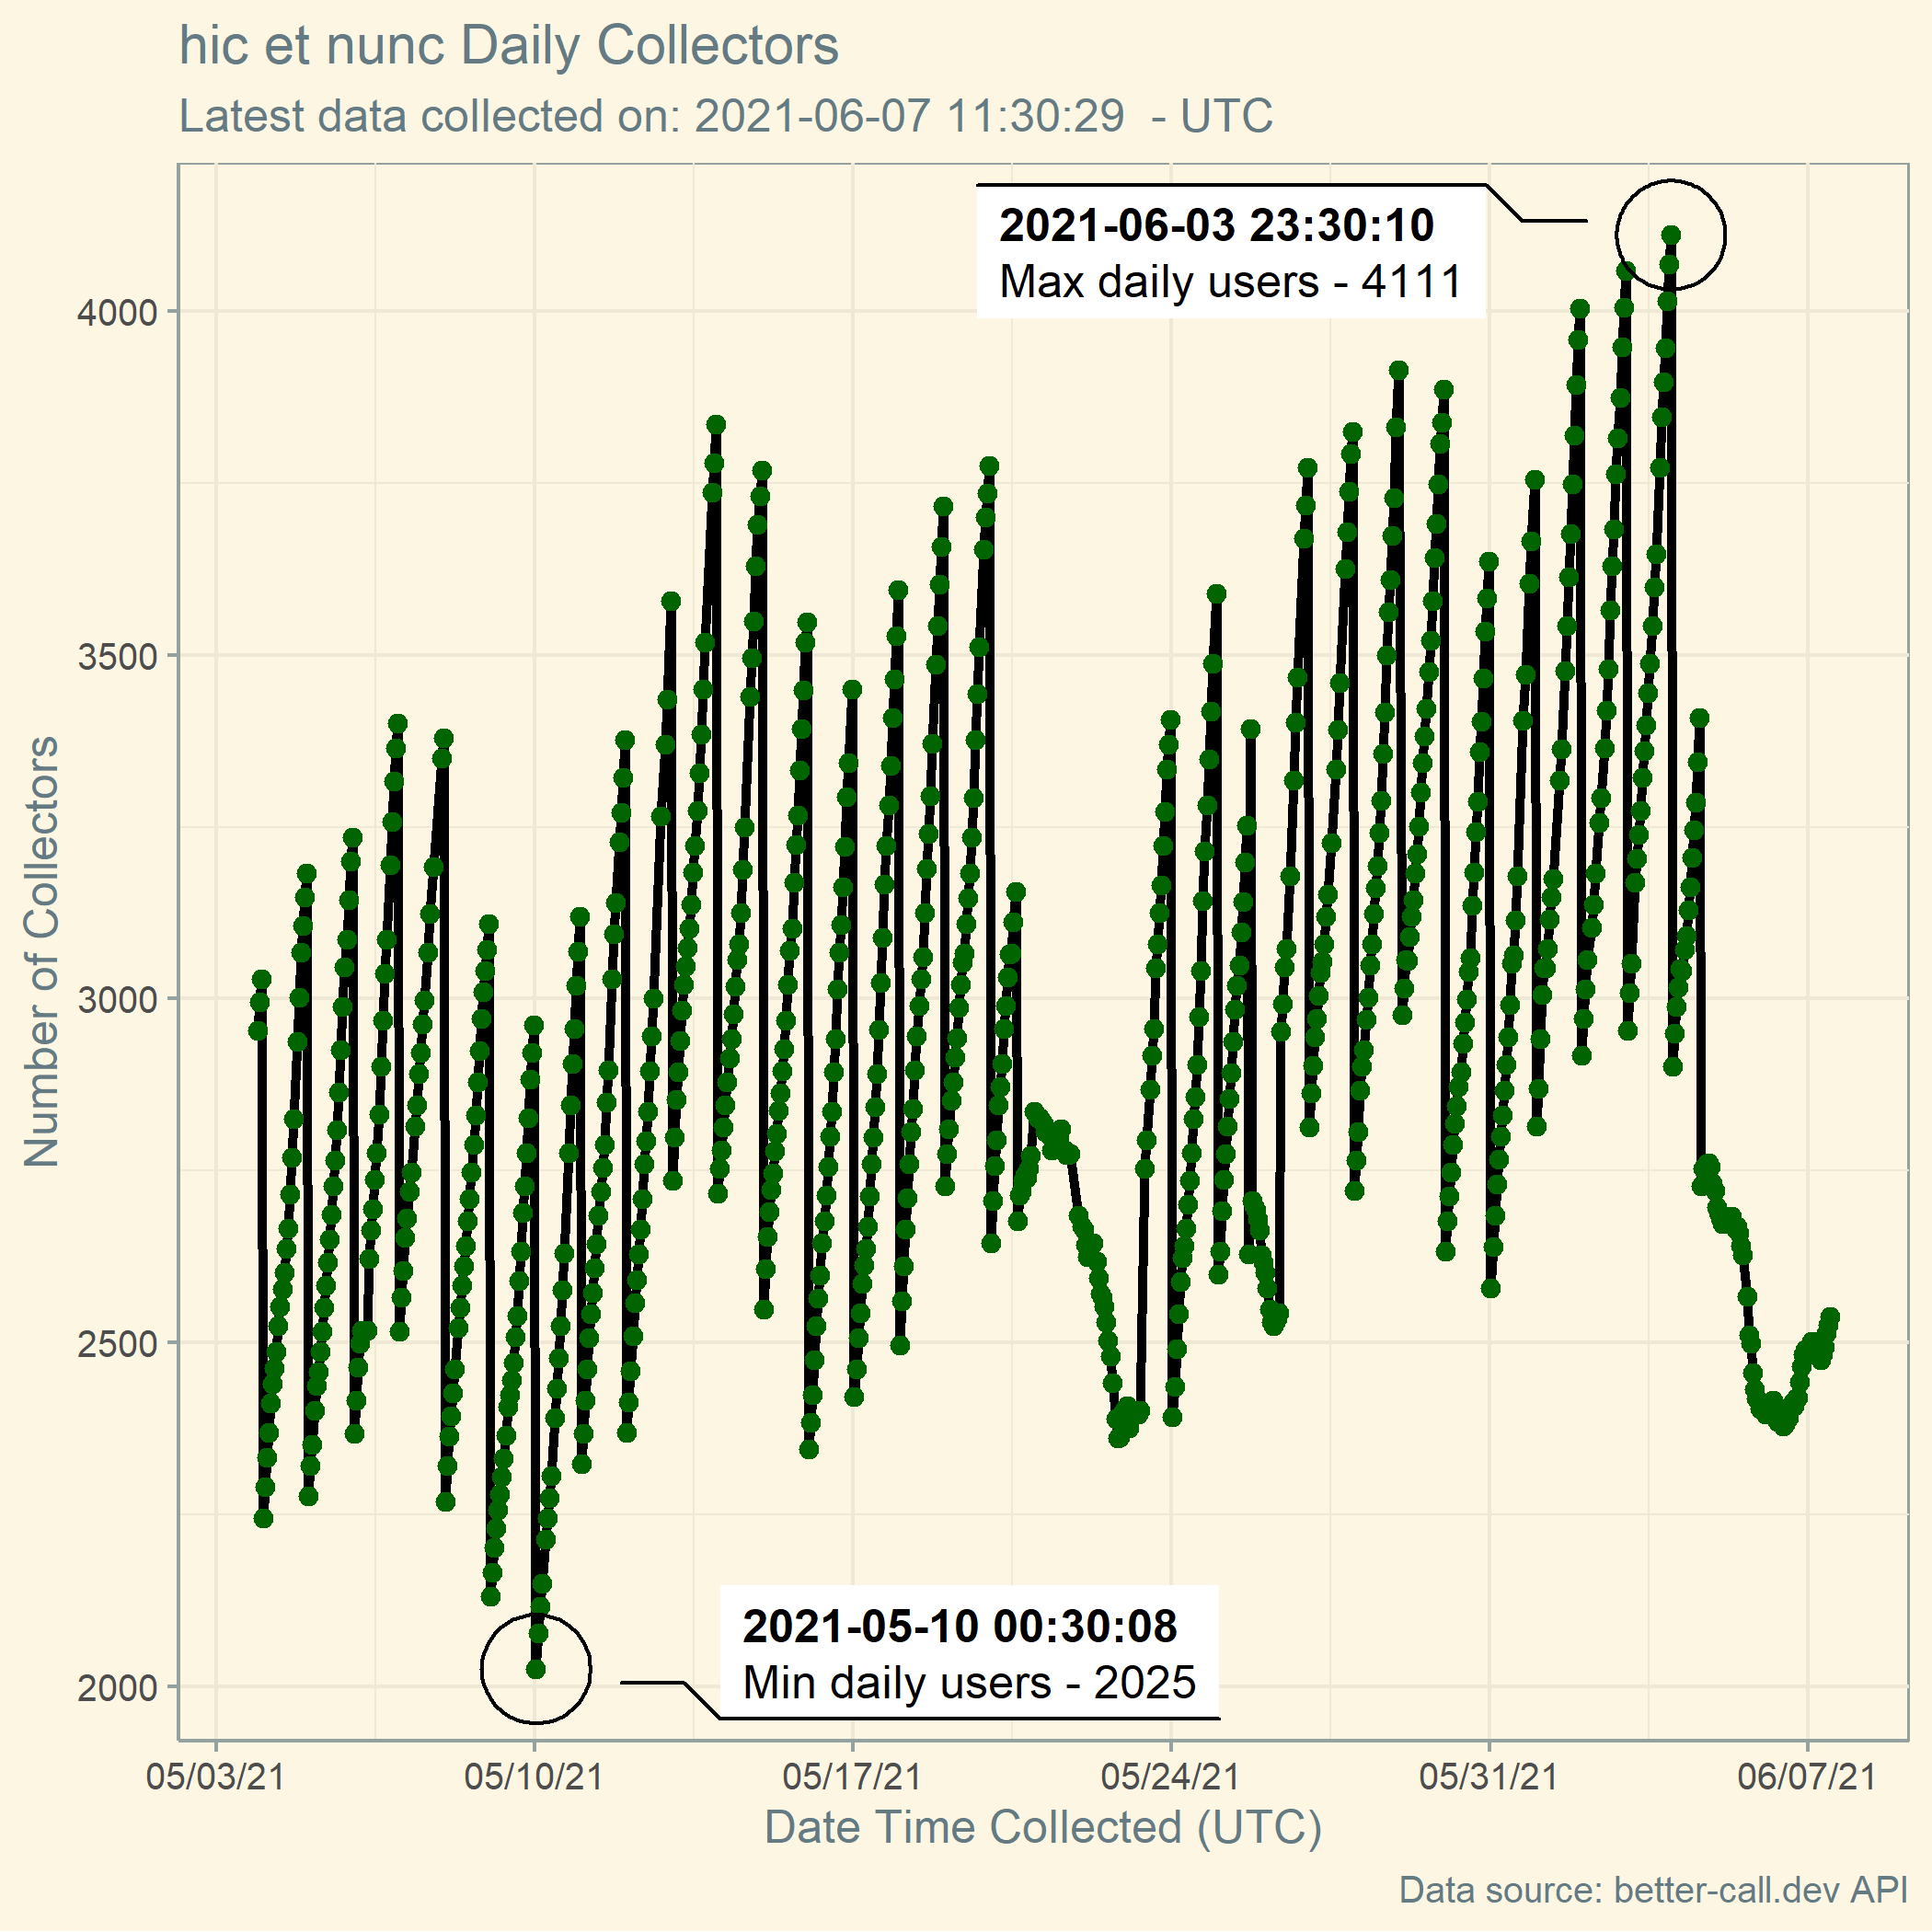 hic et nunc Daily Collectors
Latest data collected on: 2021-06-07 11:30:29  - UTC
2021-06-03 23:30:10
Max daily users - 4111
4000
3500
3000
2500
2000
Number of Collectors
2021-05-10 00:30:08
Min daily users - 2025
05/03/21 05/10/21 05/17/21 05/24/21 05/31/21 06/07/21
Date Time Collected (UTC)
Data source: better-call.dev API